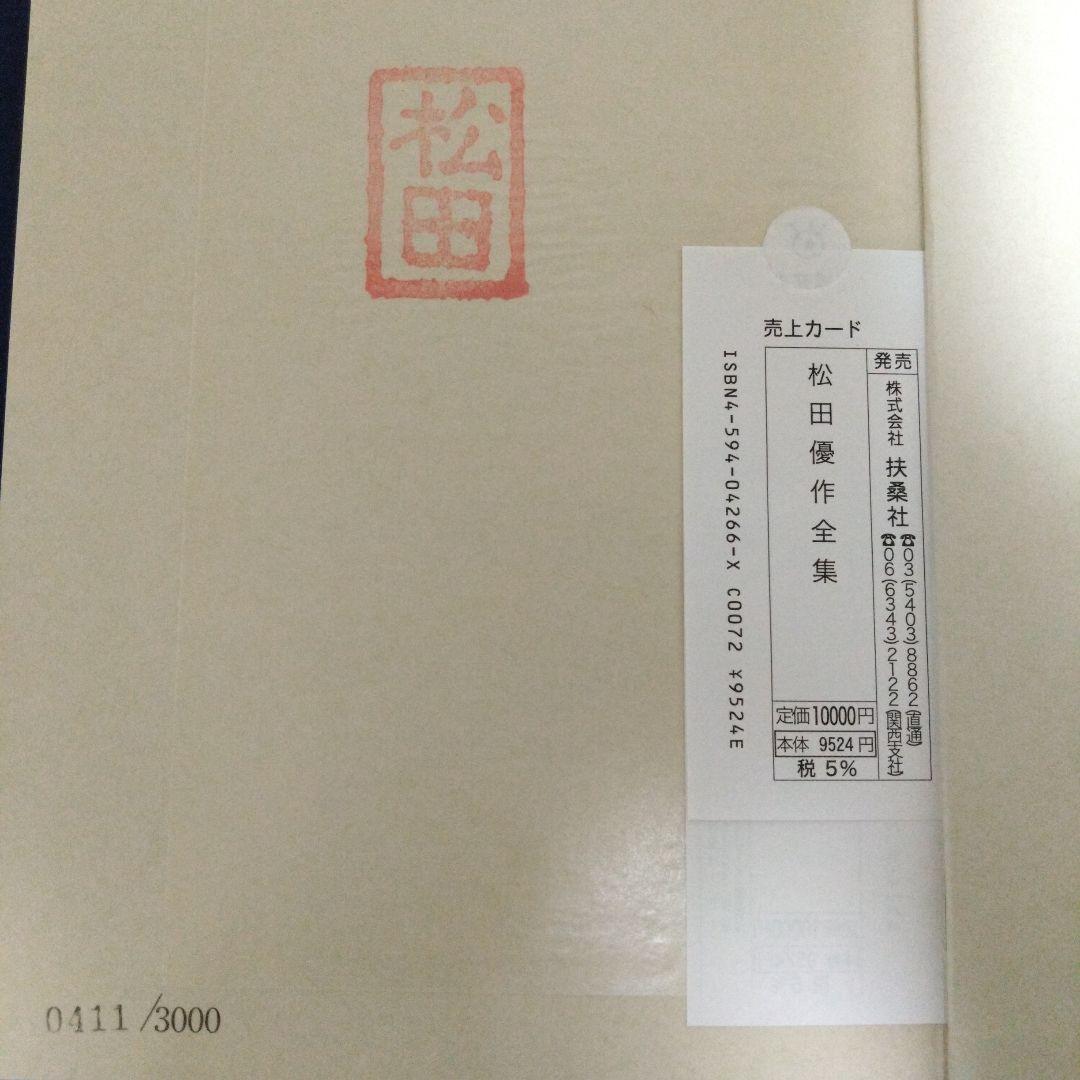 松田
売上カード
発売
株式会社 扶桑社
☎03(5403)8862(直通)
☎06(6343)2122(関西支社)
松田優作全集
定価10000円
本体 9524円
税 5%
ISBN4-594-04266-X C0072 ¥9524E
0411/3000